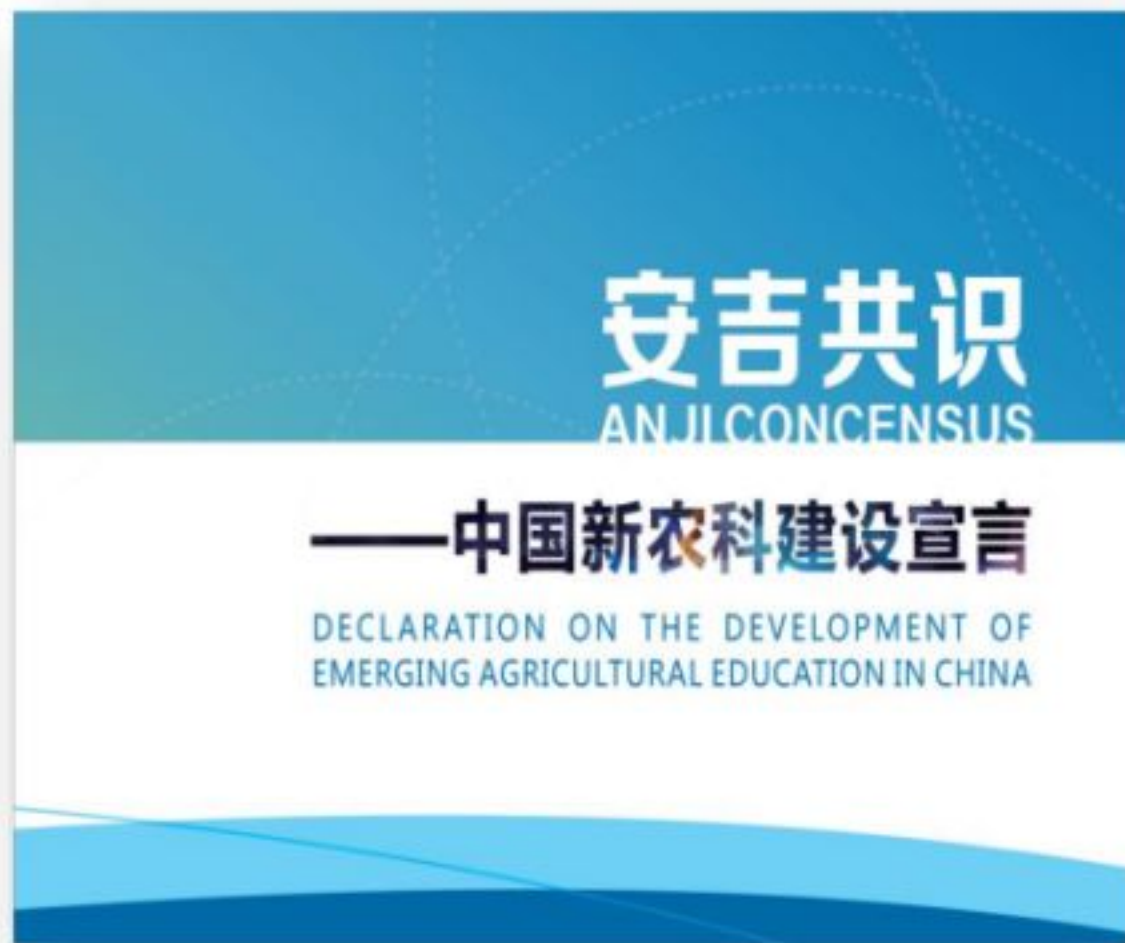 安吉共识
ANJI CONCENSUS
——中国新农科建设宣言
DECLARATION ON THE DEVELOPMENT OF
EMERGING AGRICULTURAL EDUCATION IN CHINA